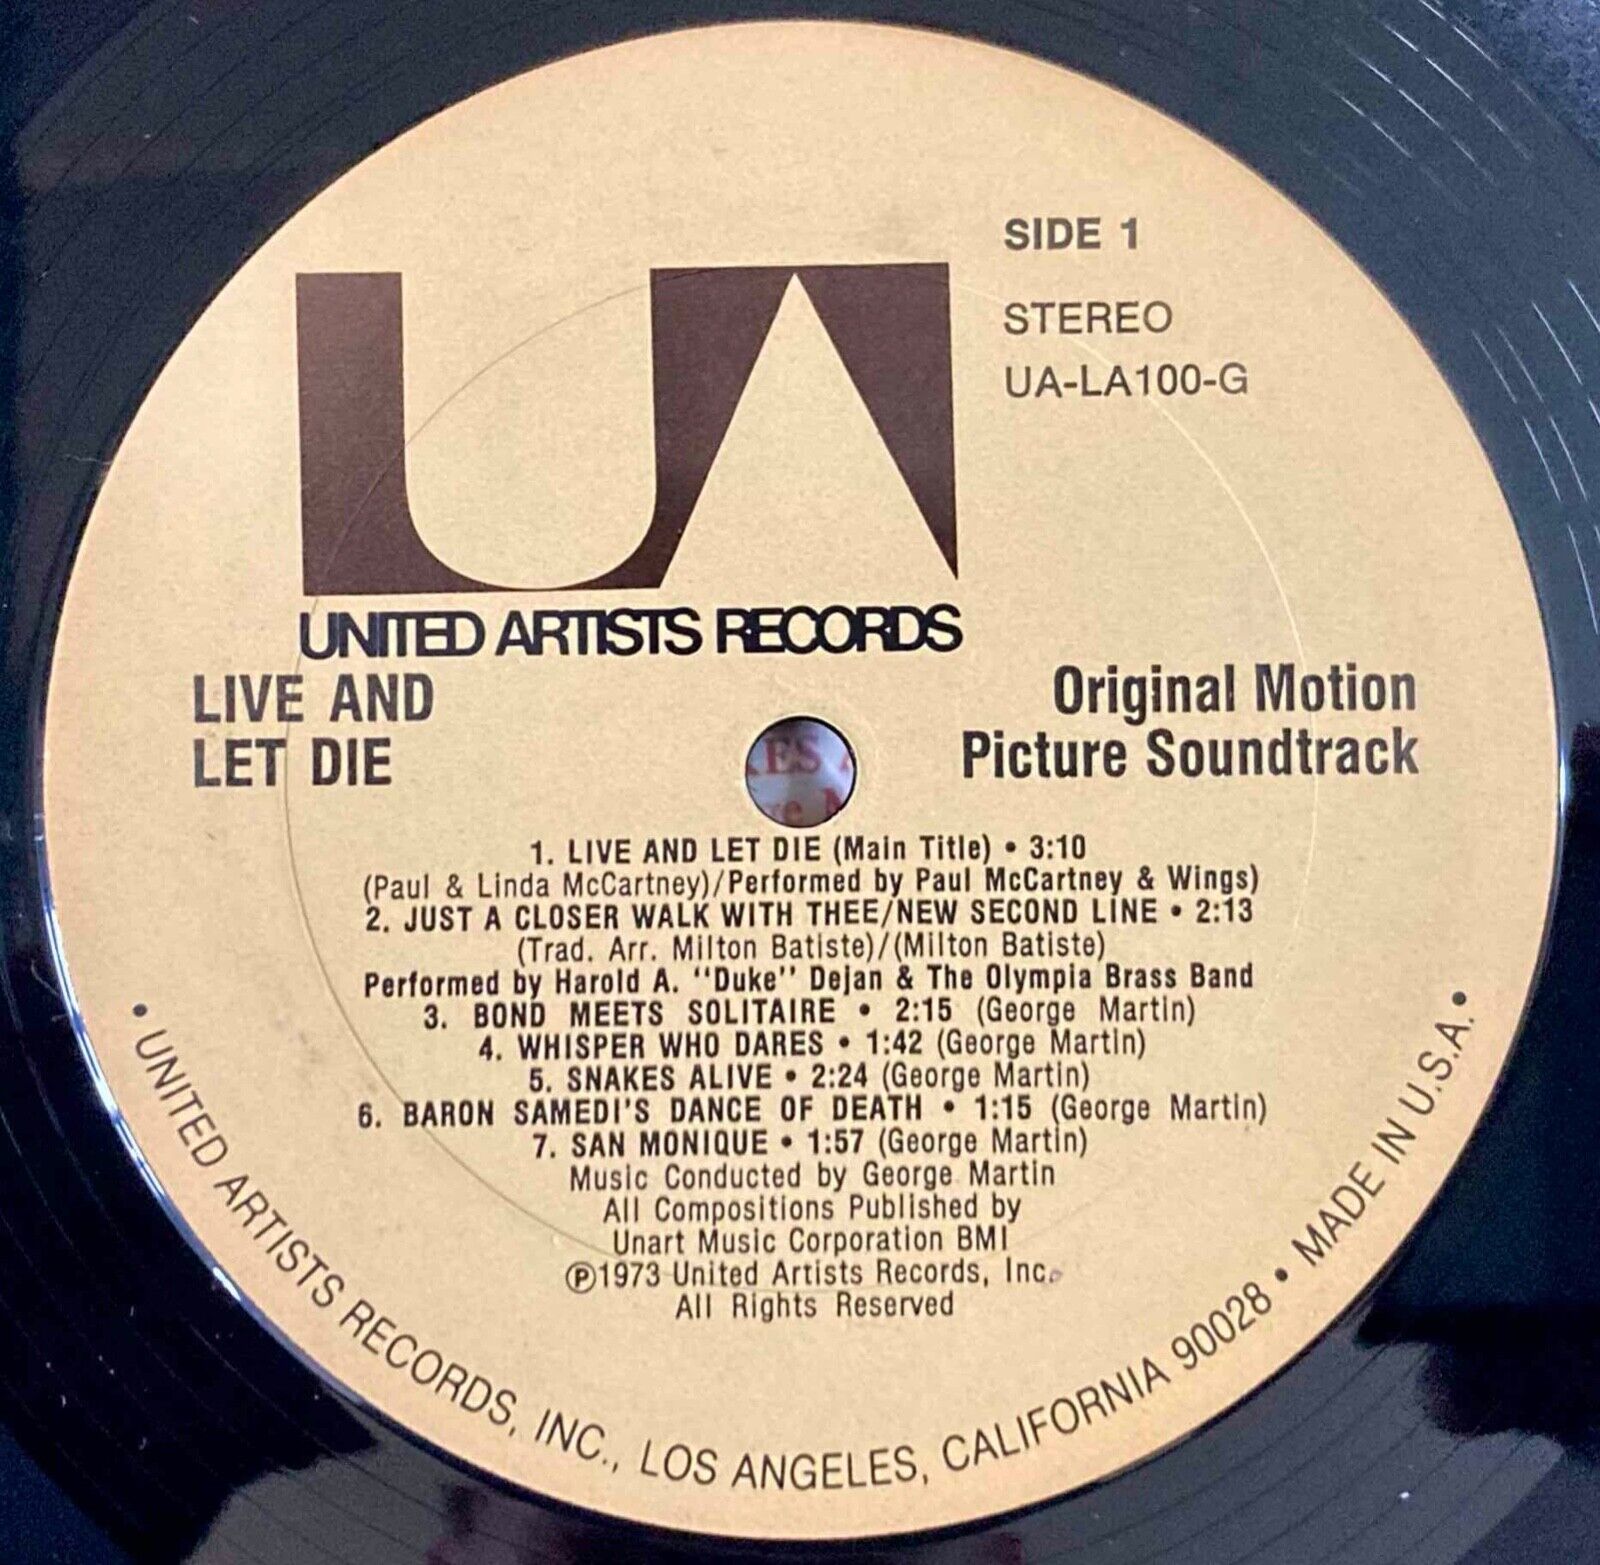 SIDE 1
STEREO
UA-LA100-G
UA
UNITED ARTISTS RECORDS
LIVE AND
LET DIE
Original Motion
Picture Soundtrack
1. LIVE AND LET DIE (Main Title) • 3:10
(Paul & Linda McCartney)/Performed by Paul McCartney & Wings)
2. JUST A CLOSER WALK WITH THEE/NEW SECOND LINE • 2:13
(Trad. Arr. Milton Batiste)/(Milton Batiste)
Performed by Harold A. "Duke" Dejan & The Olympia Brass Band
3. BOND MEETS SOLITAIRE • 2:15 (George Martin)
4. WHISPER WHO DARES • 1:42 (George Martin)
5. SNAKES ALIVE • 2:24 (George Martin)
6. BARON SAMEDI'S DANCE OF DEATH • 1:15 (George Martin)
7. SAN MONIQUE • 1:57 (George Martin)
Music Conducted by George Martin
All Compositions Published by
Unart Music Corporation BMI
℗1973 United Artists Records, Inc.
All Rights Reserved
• UNITED ARTISTS RECORDS, INC., LOS ANGELES, CALIFORNIA 90028 • MADE IN U.S.A. •